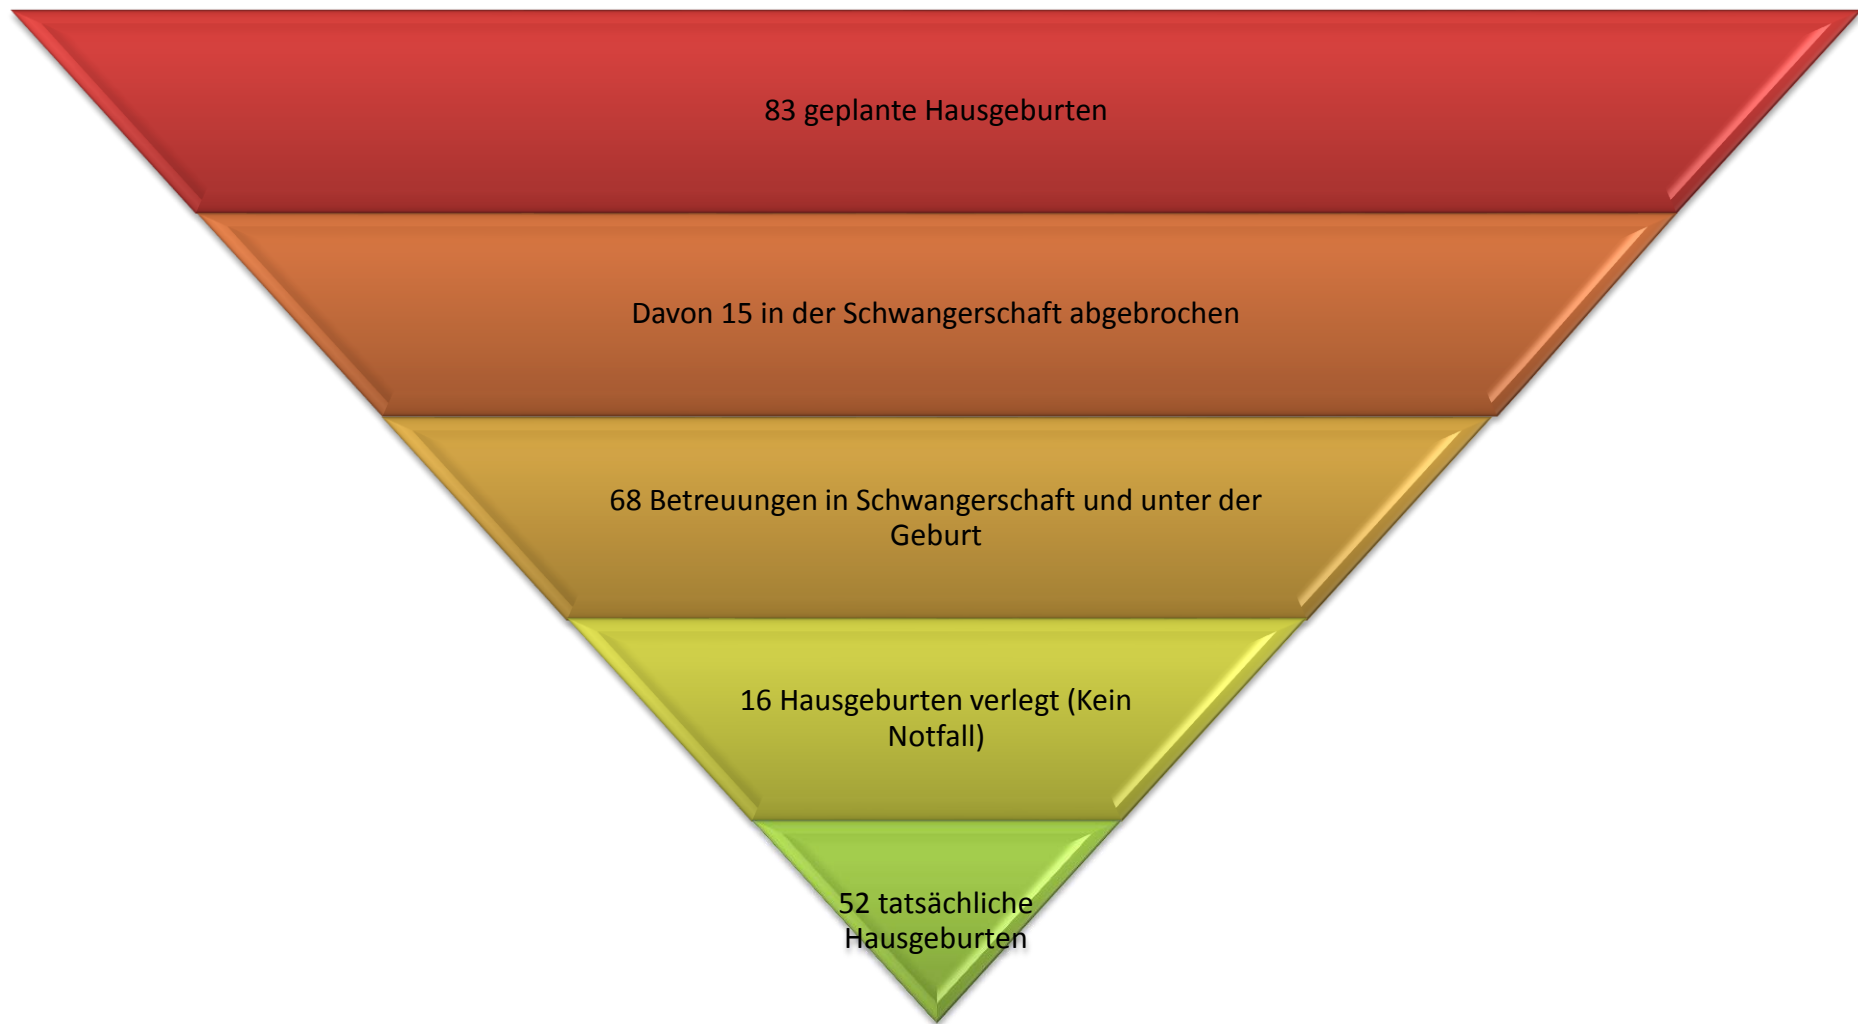 83 geplante Hausgeburten
Davon 15 in der Schwangerschaft abgebrochen
68 Betreuungen in Schwangerschaft und unter der
Geburt
16 Hausgeburten verlegt (Kein
Notfall)
52 tatsächliche
Hausgeburten